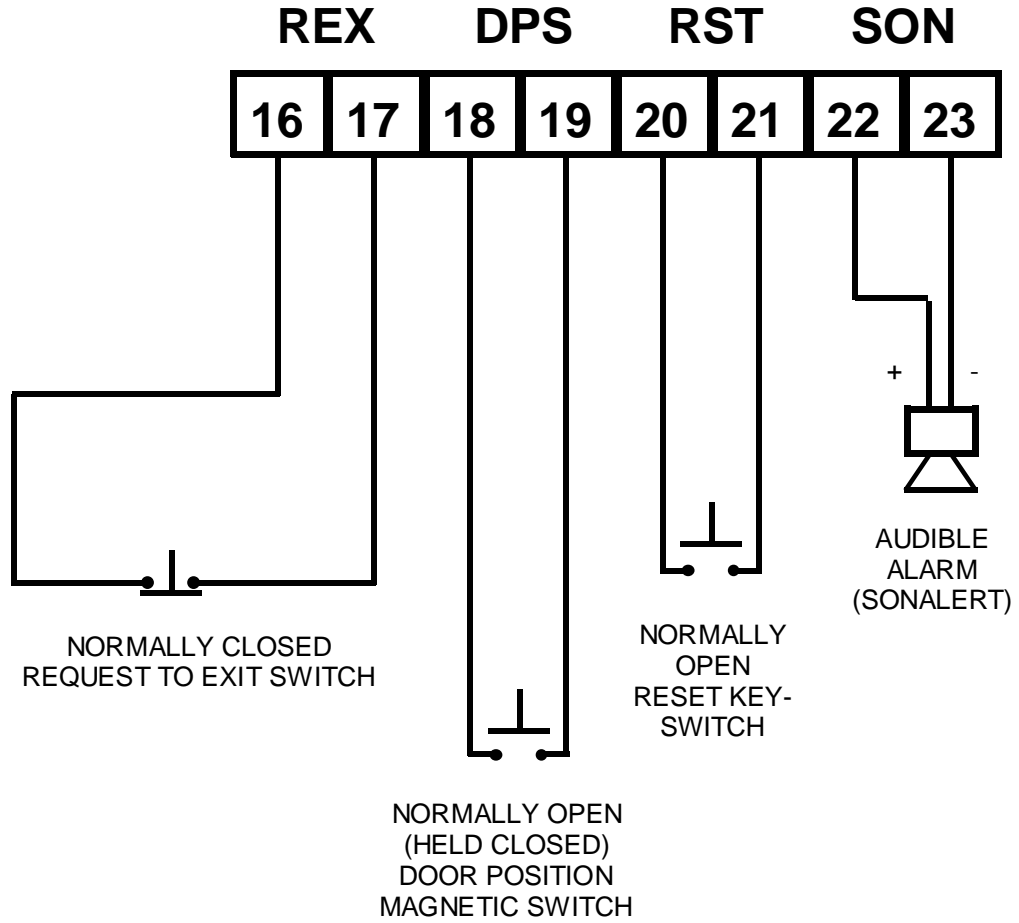 REX DPS RST SON
16 17 18 19 20 21 22 23
+ -
AUDIBLE
ALARM
(SONALERT)
NORMALLY CLOSED
REQUEST TO EXIT SWITCH
NORMALLY
OPEN
RESET KEY-
SWITCH
NORMALLY OPEN
(HELD CLOSED)
DOOR POSITION
MAGNETIC SWITCH